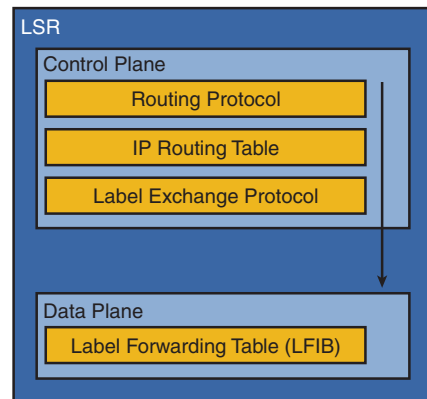 LSR
Control Plane
Routing Protocol
IP Routing Table
Label Exchange Protocol
Data Plane
Label Forwarding Table (LFIB)